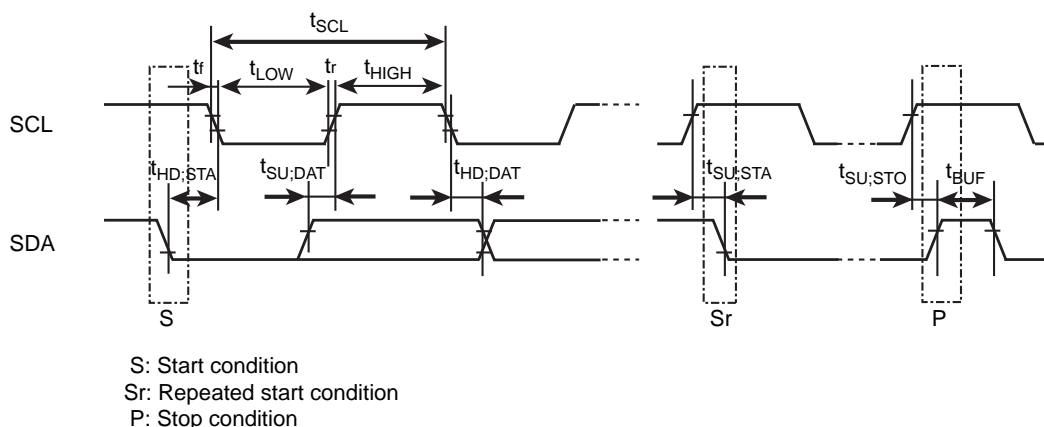 tSCL
tf tLOW tr tHIGH
SCL
tHD;STA tSU;DAT tHD;DAT tSU;STA tSU;STO tBUF
SDA
S Sr P
S: Start condition
Sr: Repeated start condition
P: Stop condition